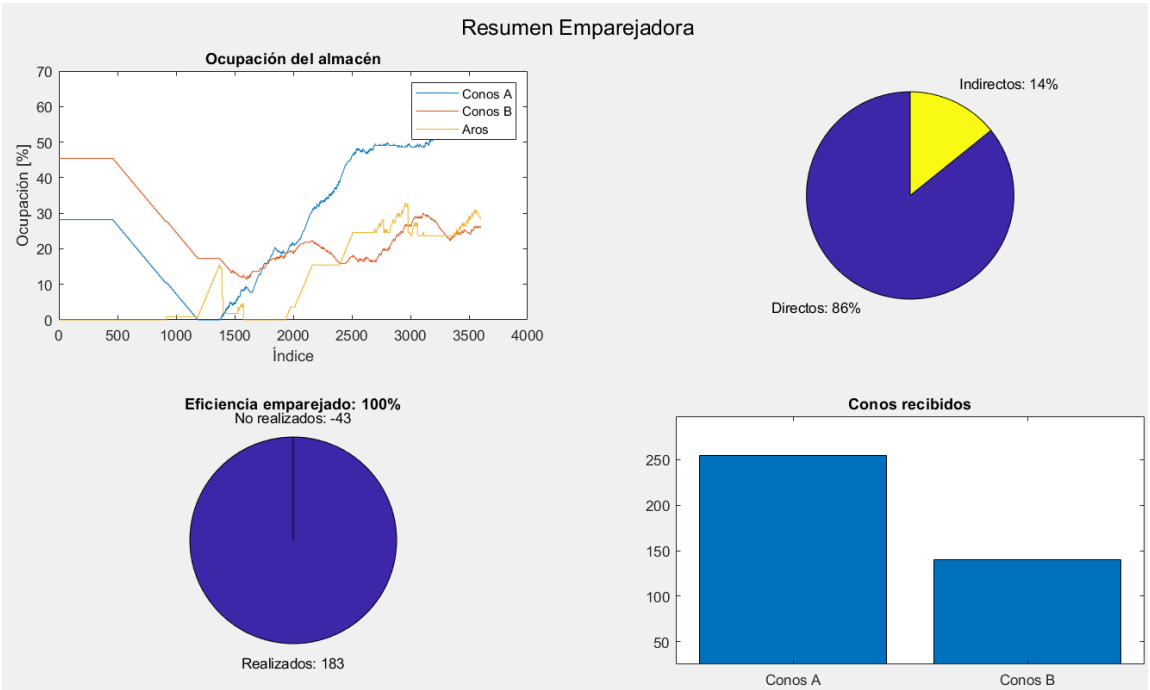 Resumen Emparejadora
Ocupación del almacén
Ocupación [%]
70
60
50
40
30
20
10
0
0 500 1000 1500 2000 2500 3000 3500 4000
Índice
Conos A
Conos B
Aros
Indirectos: 14%
Directos: 86%
Eficiencia emparejado: 100%
No realizados: -43
Realizados: 183
Conos recibidos
250
200
150
100
50
Conos A Conos B